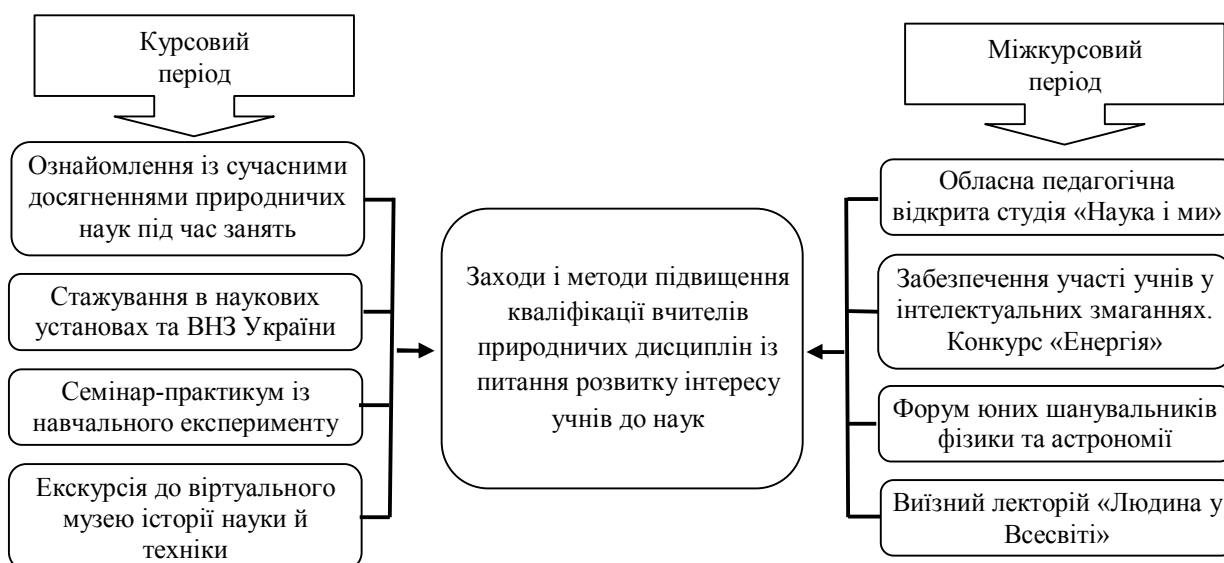 Курсовий
період
Ознайомлення із сучасними
досягненнями природничих
наук під час занять
Стажування в наукових
установах та ВНЗ України
Семінар-практикум із
навчального експерименту
Екскурсія до віртуального
музею історії науки й
техніки
Заходи і методи підвищення
кваліфікації вчителів
природничих дисциплін із
питання розвитку інтересу
учнів до наук
Міжкурсовий
період
Обласна педагогічна
відкрита студія «Наука і ми»
Забезпечення участі учнів у
інтелектуальних змаганнях.
Конкурс «Енергія»
Форум юних шанувальників
фізики та астрономії
Виїзний лекторій «Людина у
Всесвіті»